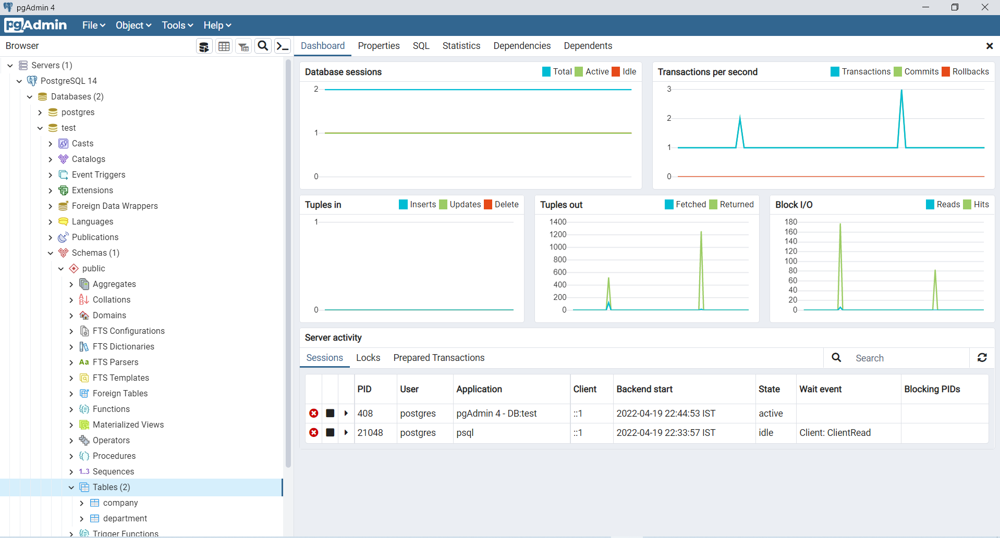 pgAdmin 4
pgAdmin File Object Tools Help
Browser
Dashboard Properties SQL Statistics Dependencies Dependents
Servers (1)
PostgreSQL 14
Databases (2)
postgres
test
Casts
Catalogs
Event Triggers
Extensions
Foreign Data Wrappers
Languages
Publications
Schemas (1)
public
Aggregates
Collations
Domains
FTS Configurations
FTS Dictionaries
Aa FTS Parsers
FTS Templates
Foreign Tables
Functions
Materialized Views
Operators
Procedures
1..3 Sequences
Tables (2)
company
department
Trigger Functions
Database sessions Total Active Idle
2
1
0
Transactions per second Transactions Commits Rollbacks
3
2
1
0
Tuples in Inserts Updates Delete
1
0
Tuples out Fetched Returned
1400
1200
1000
800
600
400
200
0
Block I/O Reads Hits
180
160
140
120
100
80
60
40
20
0
Server activity
Sessions Locks Prepared Transactions Search
PID User Application Client Backend start State Wait event Blocking PIDs
408 postgres pgAdmin 4 - DB:test ::1 2022-04-19 22:44:53 IST active
21048 postgres psql ::1 2022-04-19 22:33:57 IST idle Client: ClientRead